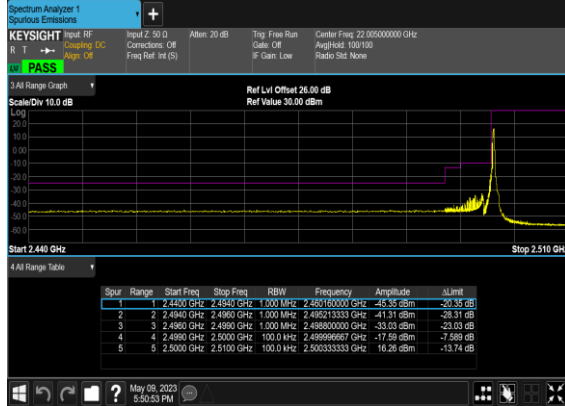 Spectrum Analyzer 1
Spurious Emissions
KEYSIGHT Input: RF Input Z: 50 Ω Atten: 20 dB Trig: Free Run Center Freq: 22.005000000 GHz
R T Coupling: DC Corrections: Off Gate: Off Avg|Hold: 100/100
Align: Off Freq Ref: Int (S) IF Gain: Low Radio Std: None
PASS
3 All Range Graph Ref Lvl Offset 26.00 dB
Scale/Div 10.0 dB Ref Value 30.00 dBm
Log
20.0
10.0
0.00
-10.0
-20.0
-30.0
-40.0
-50.0
-60.0
Start 2.440 GHz Stop 2.510 GH
4 All Range Table
Spur Range Start Freq Stop Freq RBW Frequency Amplitude ΔLimit
1 1 2.4400 GHz 2.4940 GHz 1.000 MHz 2.460160000 GHz -45.35 dBm -20.35 dB
2 2 2.4940 GHz 2.4960 GHz 1.000 MHz 2.495213333 GHz -41.31 dBm -28.31 dB
3 3 2.4960 GHz 2.4990 GHz 1.000 MHz 2.498800000 GHz -33.03 dBm -23.03 dB
4 4 2.4990 GHz 2.5000 GHz 100.0 kHz 2.499996667 GHz -17.59 dBm -7.589 dB
5 5 2.5000 GHz 2.5100 GHz 100.0 kHz 2.500333333 GHz 16.26 dBm -13.74 dB
? May 09, 2023
5:50:53 PM